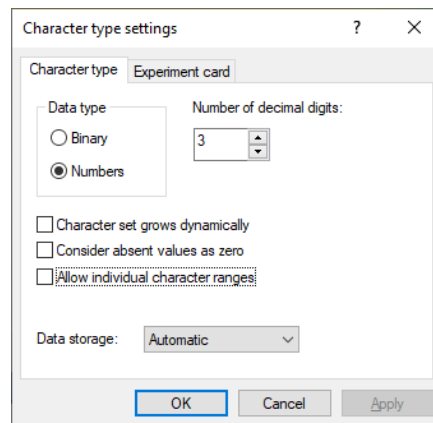 Character type settings ? ×
Character type Experiment card
Data type Number of decimal digits:
Binary 3
Numbers
Character set grows dynamically
Consider absent values as zero
Allow individual character ranges
Data storage: Automatic
OK Cancel Apply